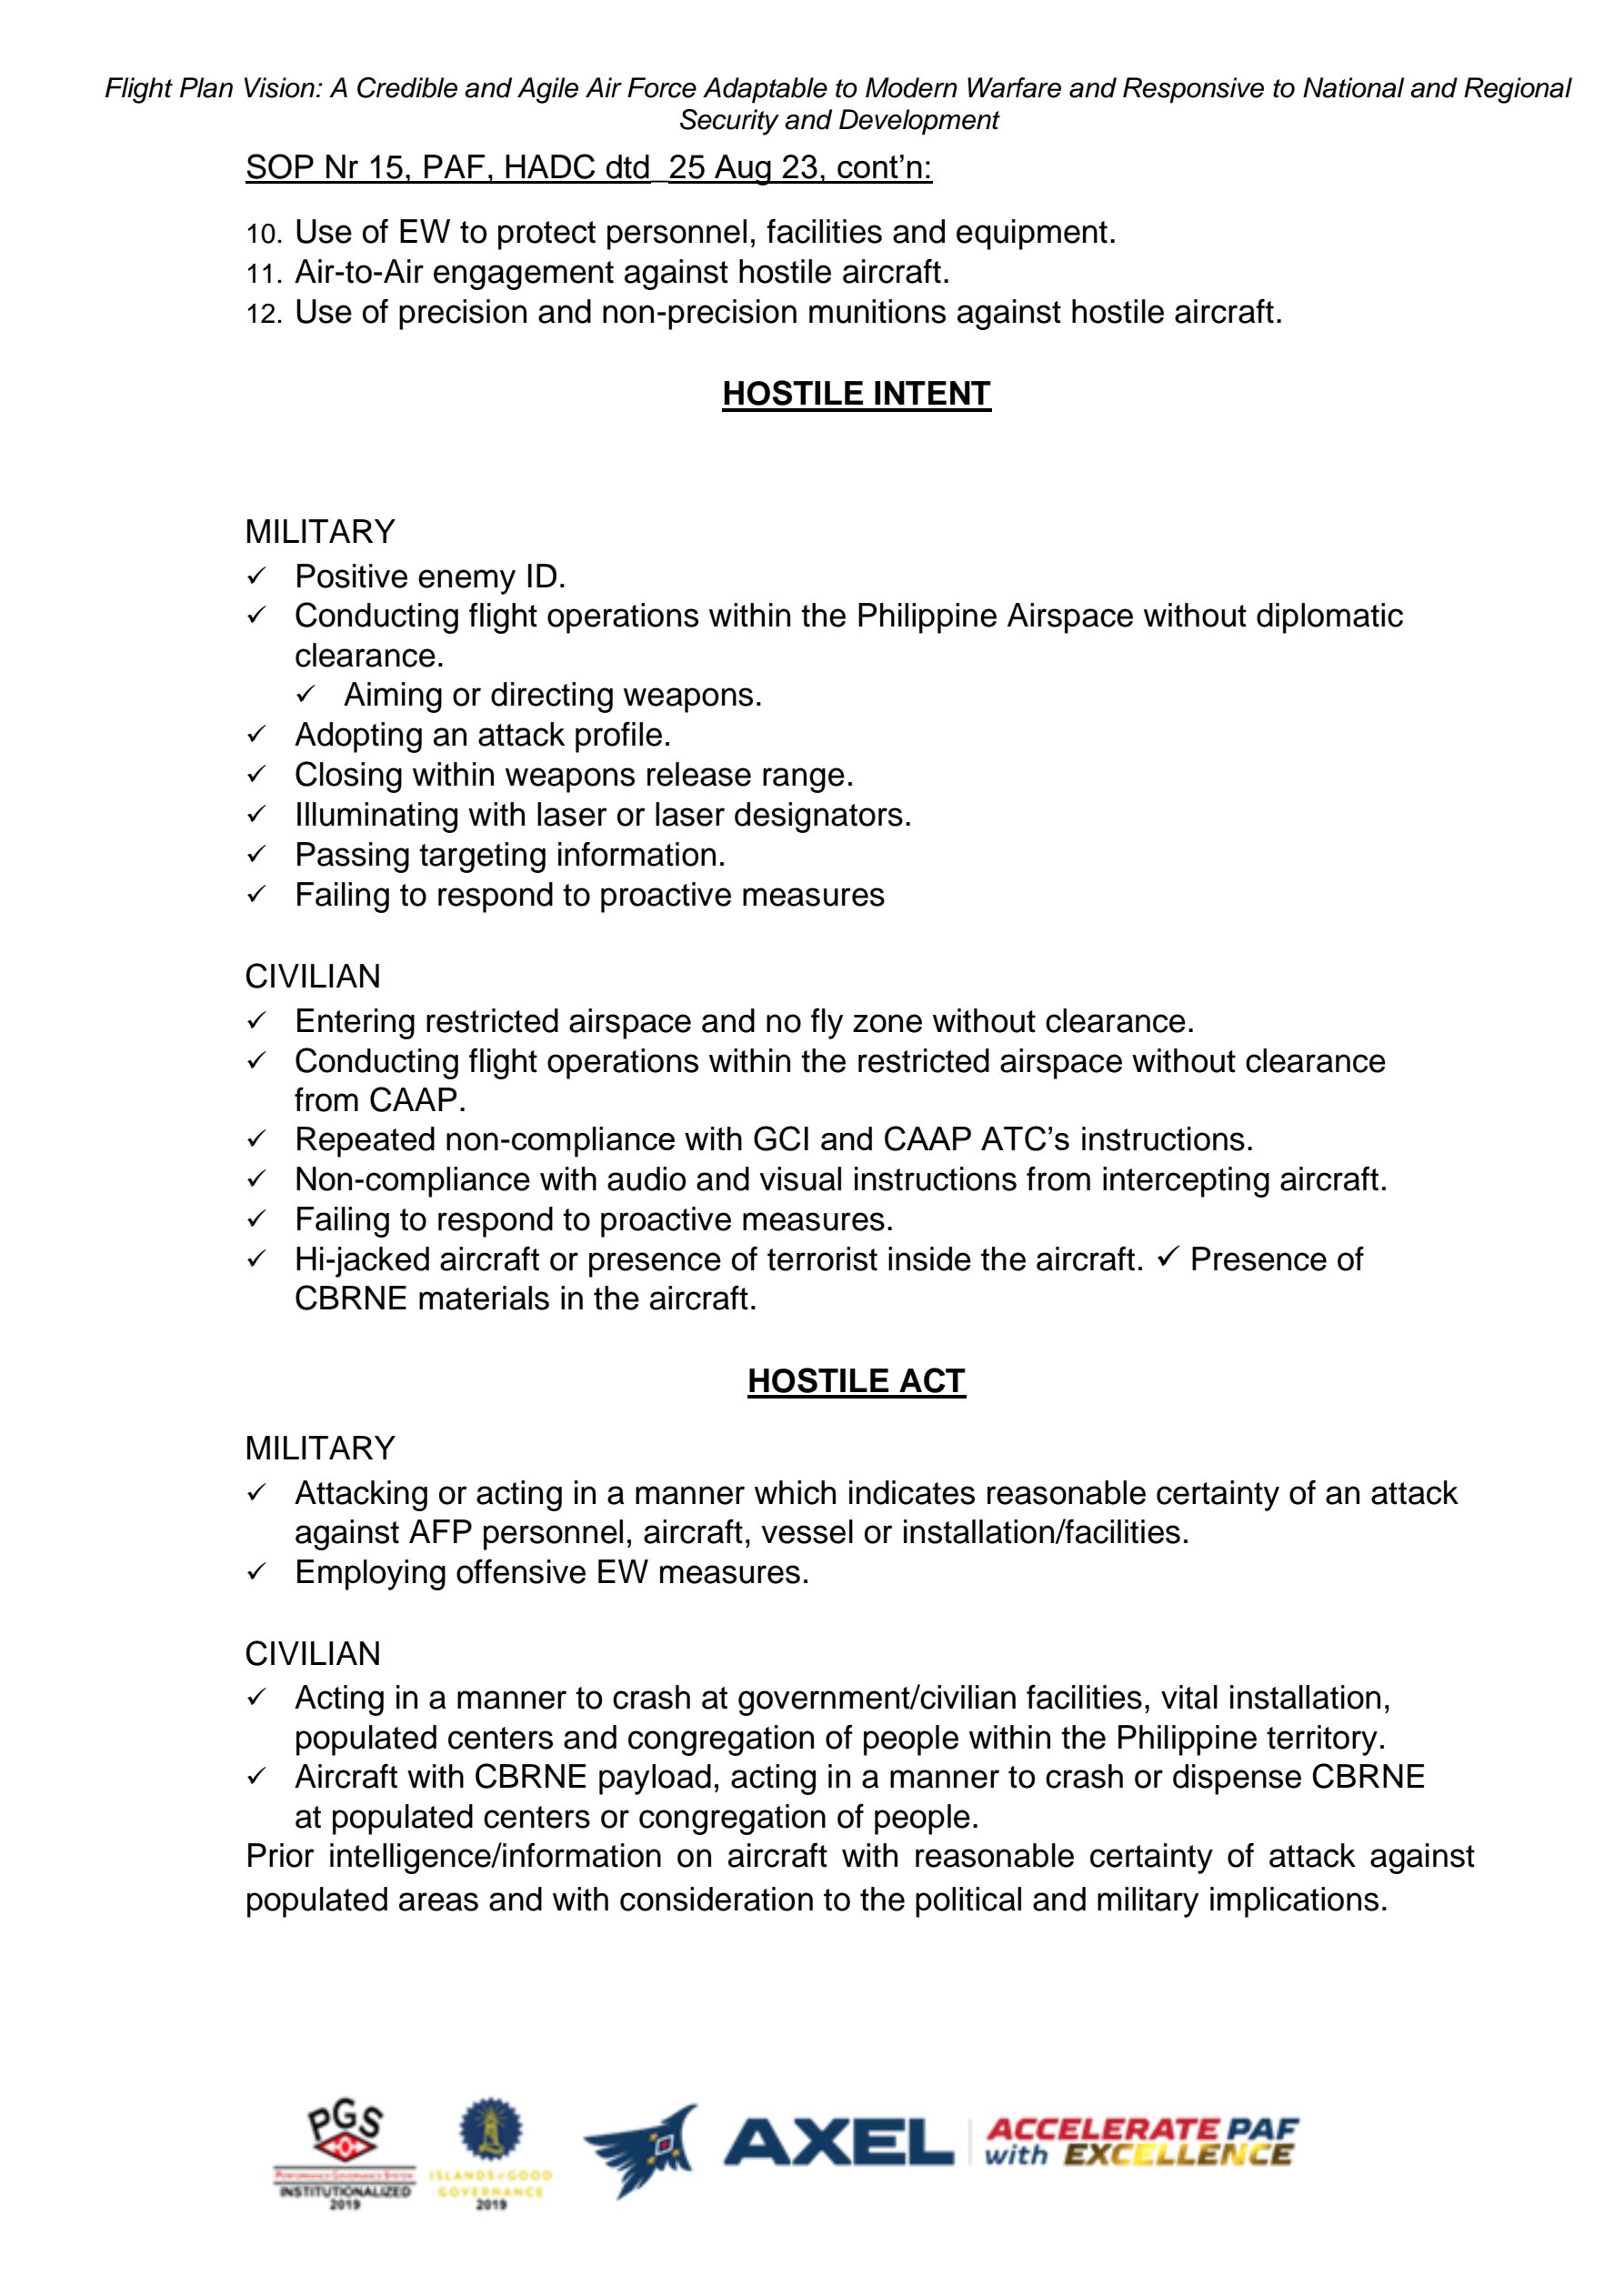 Flight Plan Vision: A Credible and Agile Air Force Adaptable to Modern Warfare and Responsive to National and Regional
Security and Development
SOP Nr 15, PAF, HADC dtd_25 Aug 23, cont’n:
10. Use of EW to protect personnel, facilities and equipment.
11. Air-to-Air engagement against hostile aircraft.
12. Use of precision and non-precision munitions against hostile aircraft.
HOSTILE INTENT
MILITARY
✓ Positive enemy ID.
✓ Conducting flight operations within the Philippine Airspace without diplomatic
clearance.
✓ Aiming or directing weapons.
✓ Adopting an attack profile.
✓ Closing within weapons release range.
✓ Illuminating with laser or laser designators.
✓ Passing targeting information.
✓ Failing to respond to proactive measures
CIVILIAN
✓ Entering restricted airspace and no fly zone without clearance.
✓ Conducting flight operations within the restricted airspace without clearance
from CAAP.
✓ Repeated non-compliance with GCI and CAAP ATC’s instructions.
✓ Non-compliance with audio and visual instructions from intercepting aircraft.
✓ Failing to respond to proactive measures.
✓ Hi-jacked aircraft or presence of terrorist inside the aircraft. ✓ Presence of
CBRNE materials in the aircraft.
HOSTILE ACT
MILITARY
✓ Attacking or acting in a manner which indicates reasonable certainty of an attack
against AFP personnel, aircraft, vessel or installation/facilities.
✓ Employing offensive EW measures.
CIVILIAN
✓ Acting in a manner to crash at government/civilian facilities, vital installation,
populated centers and congregation of people within the Philippine territory.
✓ Aircraft with CBRNE payload, acting in a manner to crash or dispense CBRNE
at populated centers or congregation of people.
Prior intelligence/information on aircraft with reasonable certainty of attack against
populated areas and with consideration to the political and military implications.
PGS
PERFORMANCE GOVERNANCE SYSTEM
INSTITUTIONALIZED
2019
ISLANDS of GOOD
GOVERNANCE
2019
AXEL
ACCELERATE PAF
with EXCELLENCE